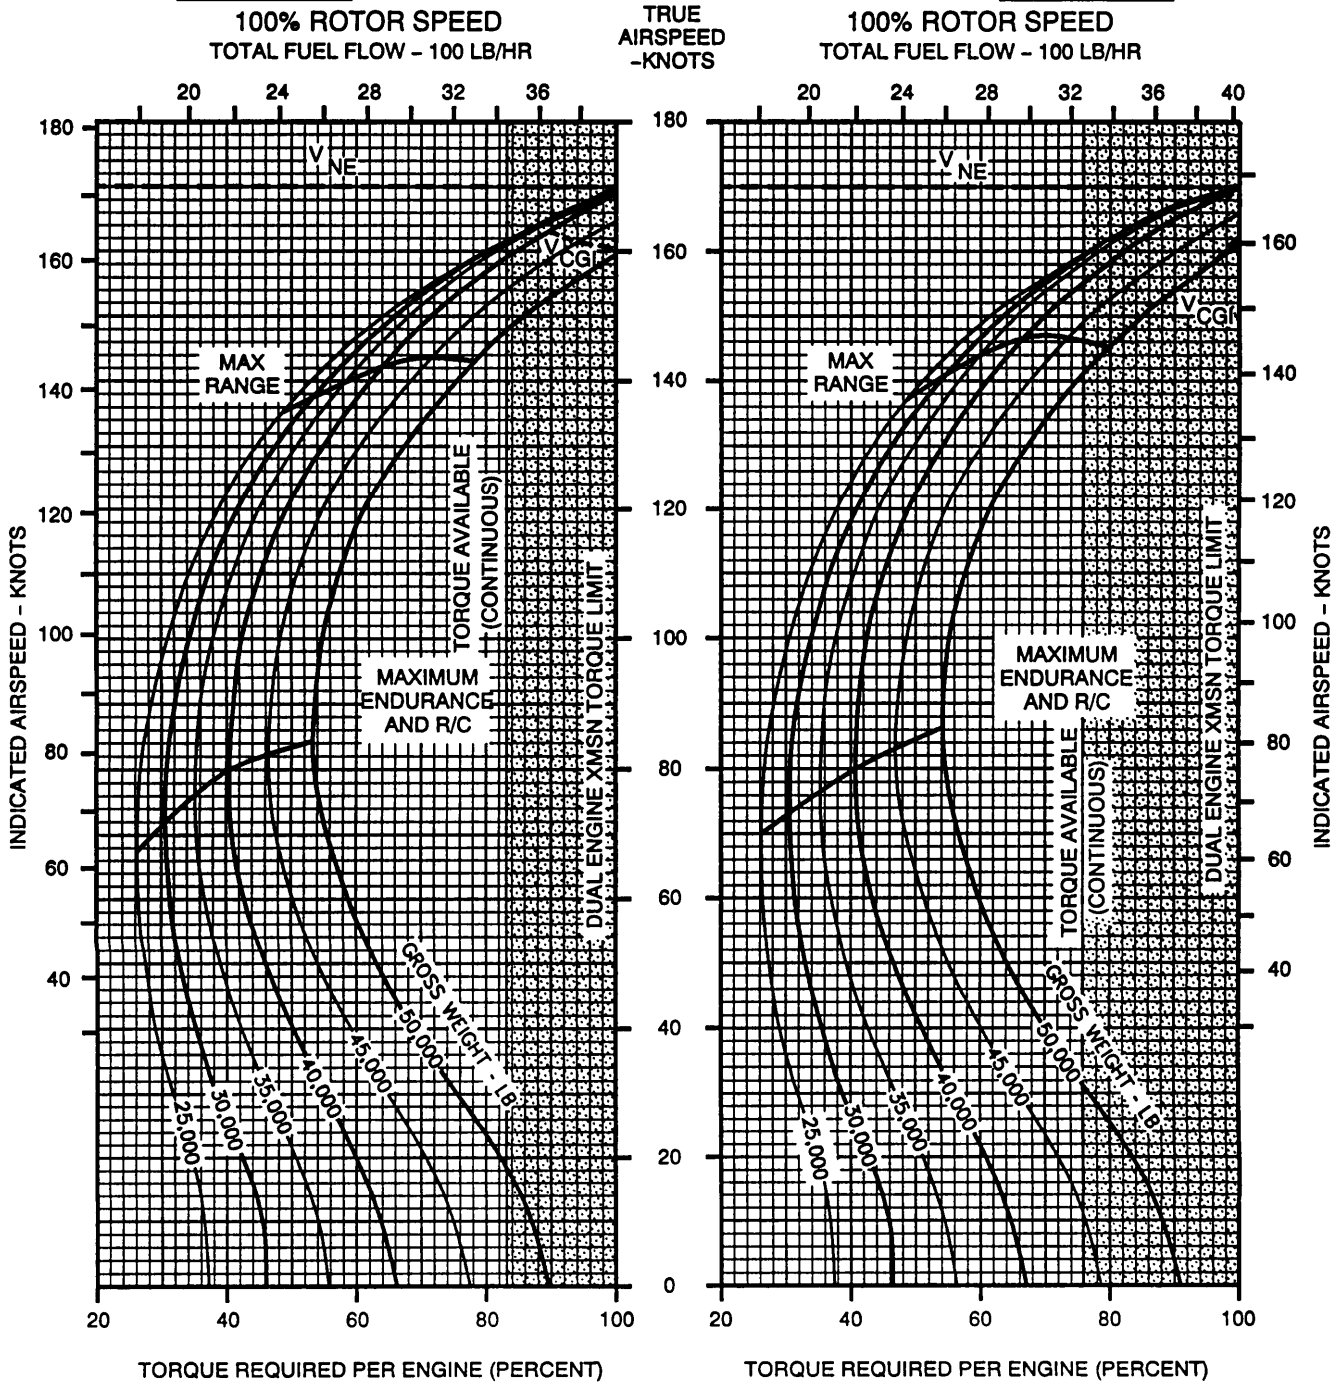 100% ROTOR SPEED
TOTAL FUEL FLOW – 100 LB/HR
TRUE
AIRSPEED
-KNOTS
100% ROTOR SPEED
TOTAL FUEL FLOW – 100 LB/HR
20 24 28 32 36
20 24 28 32 36 40
180
160
140
120
100
80
60
40
INDICATED AIRSPEED – KNOTS
V NE
V CGI
MAX
RANGE
TORQUE AVAILABLE
(CONTINUOUS)
MAXIMUM
ENDURANCE
AND R/C
DUAL ENGINE XMSN TORQUE LIMIT
GROSS WEIGHT - LB
25,000
30,000
35,000
40,000
45,000
50,000
20 40 60 80 100
TORQUE REQUIRED PER ENGINE (PERCENT)
180
160
140
120
100
80
60
40
20
0
V NE
V CGI
MAX
RANGE
MAXIMUM
ENDURANCE
AND R/C
TORQUE AVAILABLE
(CONTINUOUS)
DUAL ENGINE XMSN TORQUE LIMIT
GROSS WEIGHT - LB
25,000
30,000
35,000
40,000
45,000
50,000
160
140
120
100
80
60
40
INDICATED AIRSPEED – KNOTS
20 40 60 80 100
TORQUE REQUIRED PER ENGINE (PERCENT)